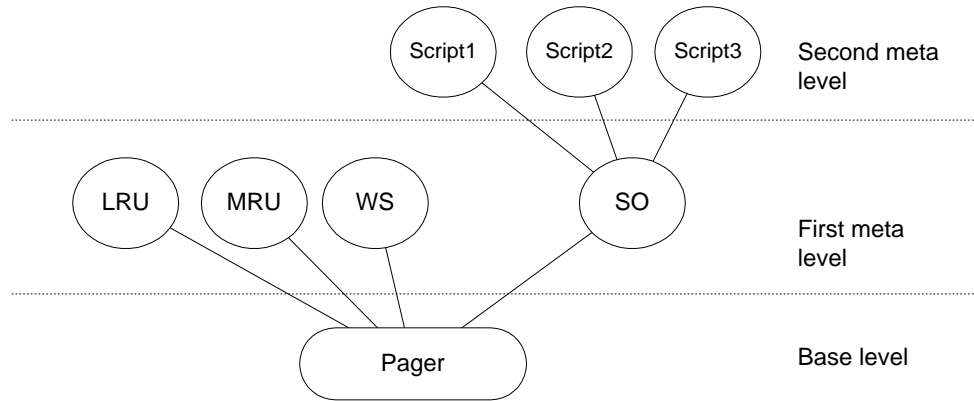 Script1
Script2
Script3
Second meta
level
LRU
MRU
WS
SO
First meta
level
Pager
Base level